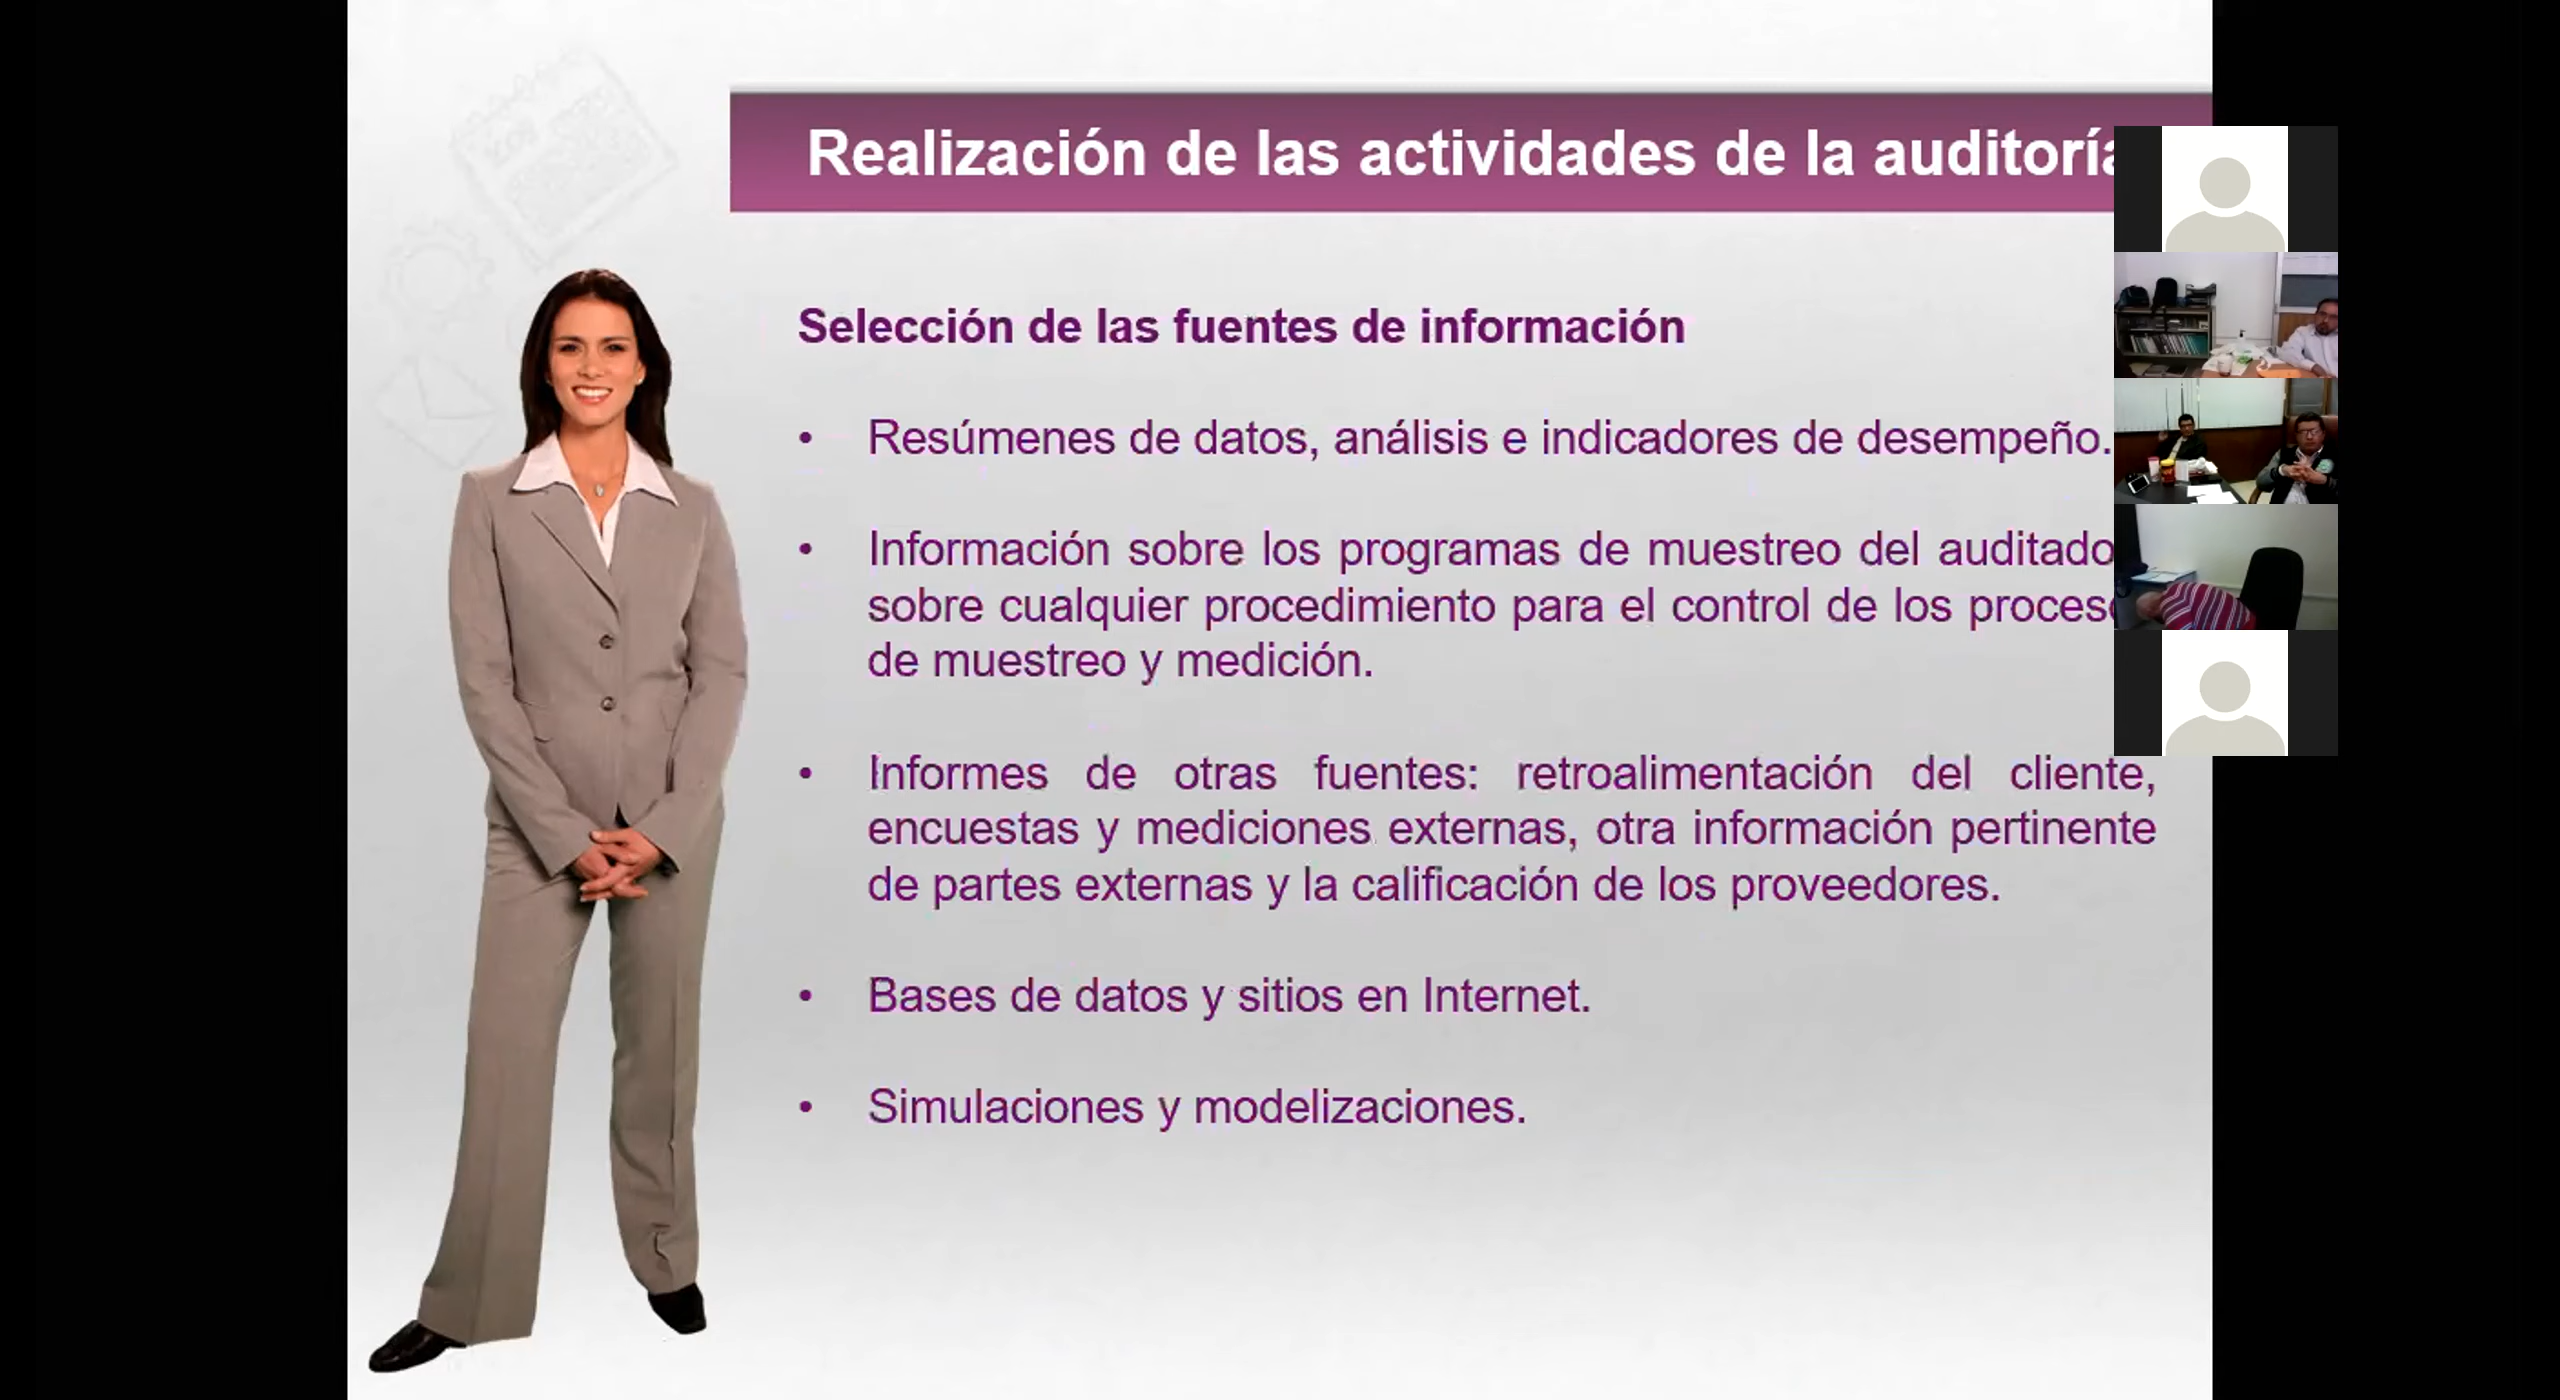 Realización de las actividades de la auditoría
Selección de las fuentes de información
• Resúmenes de datos, análisis e indicadores de desempeño.
• Información sobre los programas de muestreo del auditado
sobre cualquier procedimiento para el control de los
de muestreo y medición.
• Informes de otras fuentes: retroalimentación del cliente,
encuestas y mediciones externas, otra información pertinente
de partes externas y la calificación de los proveedores.
• Bases de datos y sitios en Internet.
• Simulaciones y modelizaciones.